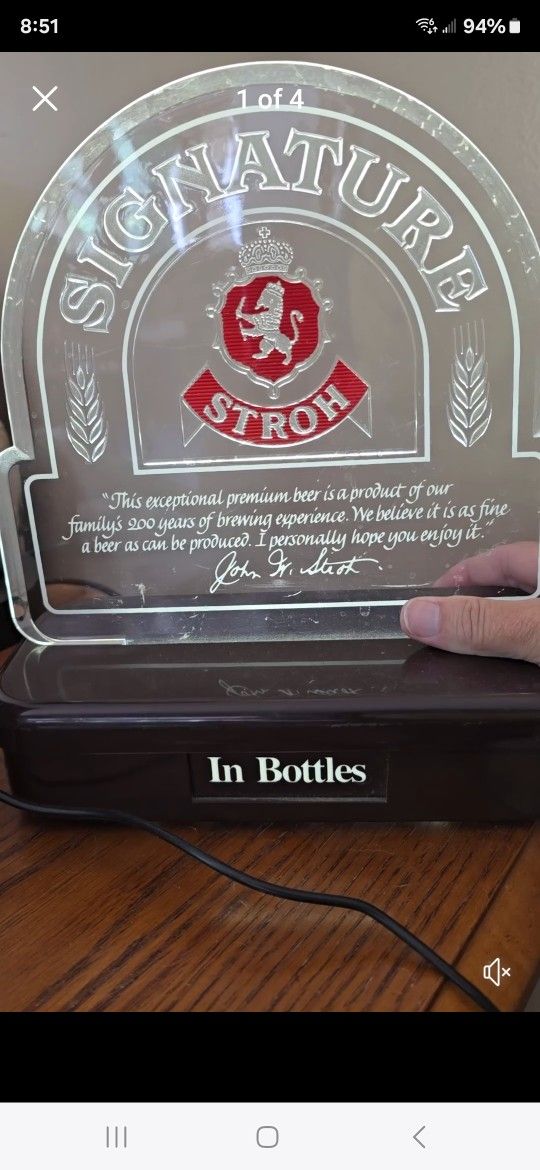 8:51
94%
1 of 4
SIGNATURE
STROH
"This exceptional premium beer is a product of our
family's 200 years of brewing experience. We believe it is as fine
a beer as can be produced. I personally hope you enjoy it."
John W. Stroh
In Bottles